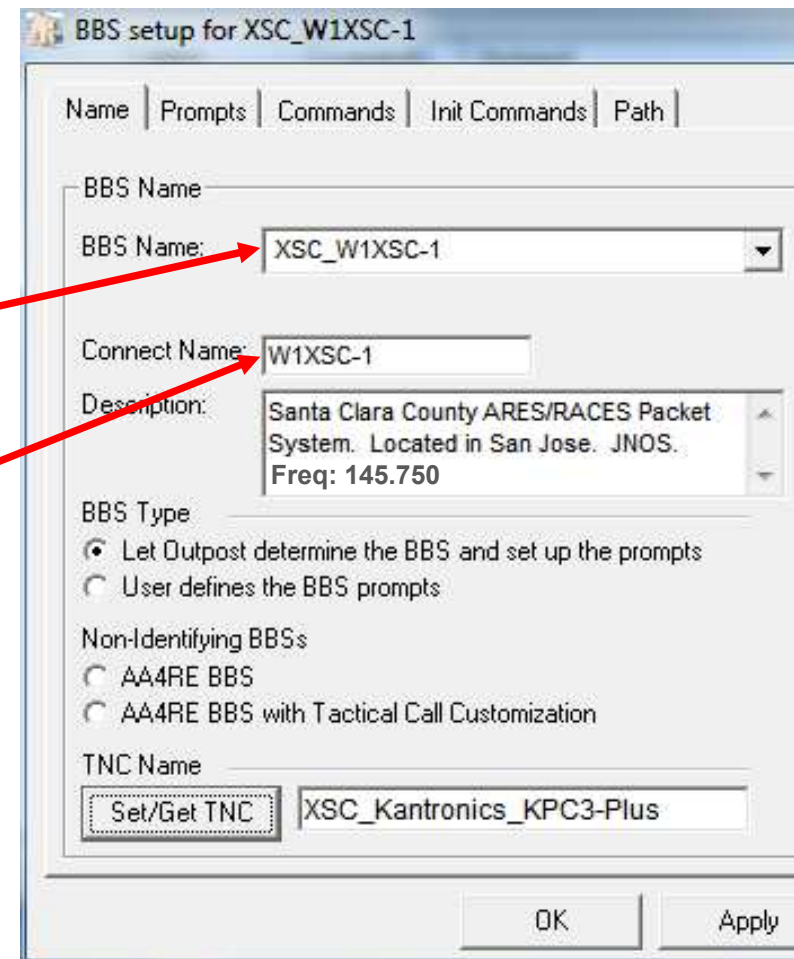 BBS setup for XSC_W1XSC-1
Name Prompts Commands Init Commands Path
BBS Name
BBS Name: XSC_W1XSC-1
Connect Name: W1XSC-1
Description: Santa Clara County ARES/RACES Packet
System. Located in San Jose. JNOS.
Freq: 145.750
BBS Type
Let Outpost determine the BBS and set up the prompts
User defines the BBS prompts
Non-Identifying BBSs
AA4RE BBS
AA4RE BBS with Tactical Call Customization
TNC Name
Set/Get TNC XSC_Kantronics_KPC3-Plus
OK Apply